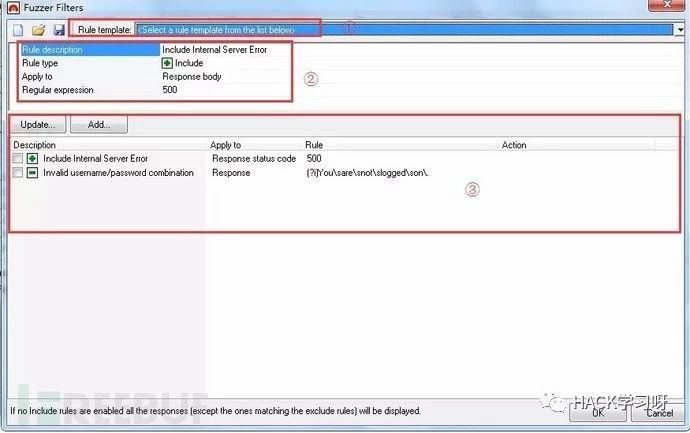 Fuzzer Filters
Rule template: <Select a rule template from the list below> ①
Rule description Include Internal Server Error
Rule type Include
Apply to Response body
Regular expression 500
②
Update... Add...
Description Apply to Rule Action
Include Internal Server Error Response status code 500
Invalid username/password combination Response (?i)You\sare\snot\slogged\son\.
③
REEBUF
If no Include rules are enabled all the responses (except the ones matching the exclude rules) will be displayed.
HACK学习呀
OK Cancel